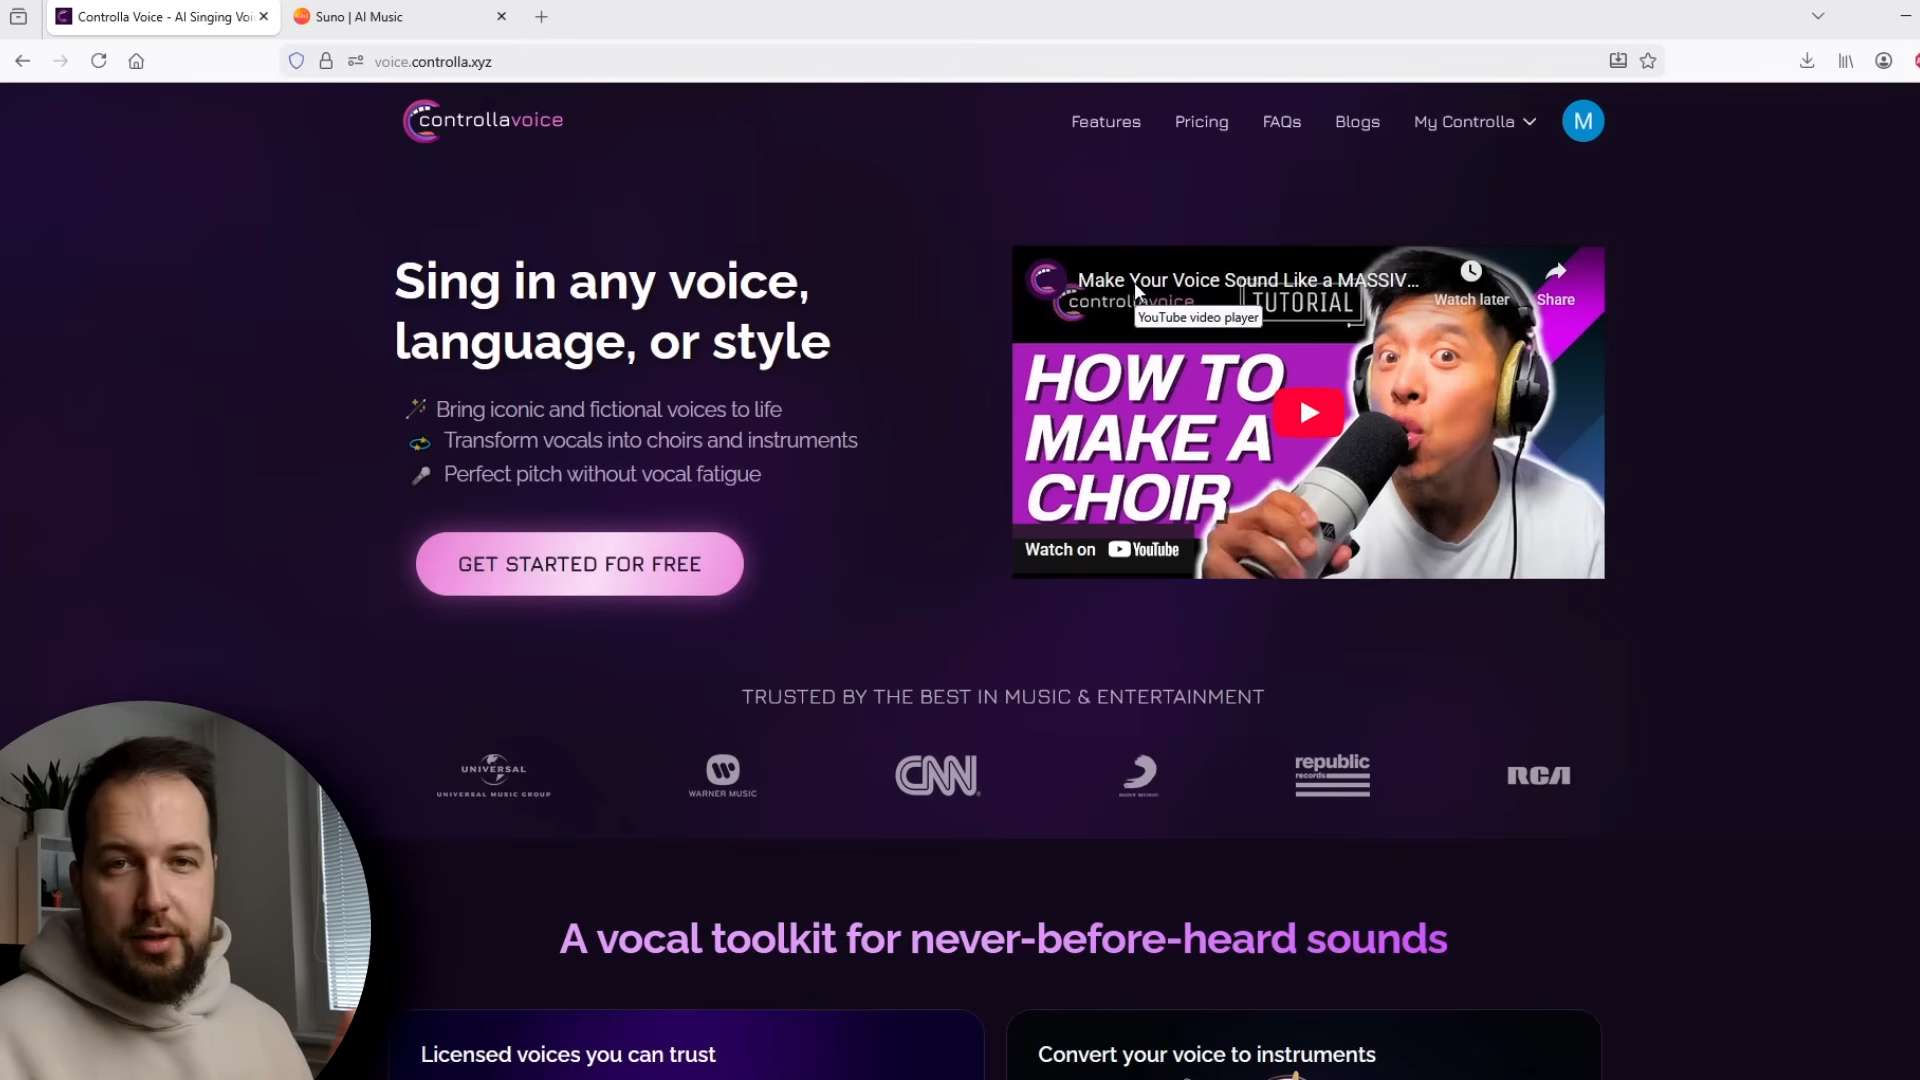 Controlla Voice - AI Singing Voi
Suno | AI Music
voice.controlla.xyz
controllavoice
Features
Pricing
FAQs
Blogs
My Controlla
M
Sing in any voice,
language, or style
Bring iconic and fictional voices to life
Transform vocals into choirs and instruments
Perfect pitch without vocal fatigue
GET STARTED FOR FREE
Make Your Voice Sound Like a MASSIV...
Watch later
Share
controllavoice
TUTORIAL
YouTube video player
HOW TO
MAKE A
CHOIR
Watch on YouTube
TRUSTED BY THE BEST IN MUSIC & ENTERTAINMENT
UNIVERSAL
UNIVERSAL MUSIC GROUP
WARNER MUSIC
CNN
SONY MUSIC
republic
records
RCA
A vocal toolkit for never-before-heard sounds
Licensed voices you can trust
Convert your voice to instruments